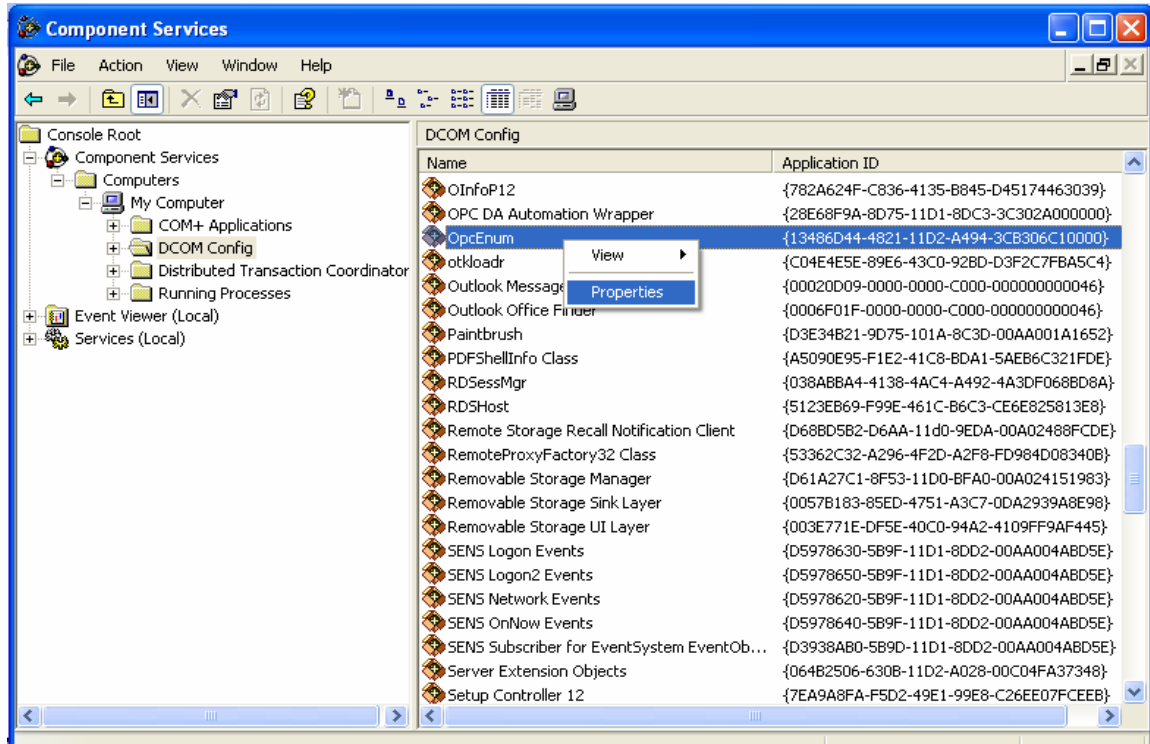 Component Services
File Action View Window Help
Console Root
Component Services
Computers
My Computer
COM+ Applications
DCOM Config
Distributed Transaction Coordinator
Running Processes
Event Viewer (Local)
Services (Local)
DCOM Config
Name Application ID
OInfoP12 {782A624F-C836-4135-B845-D45174463039}
OPC DA Automation Wrapper {28E68F9A-8D75-11D1-8DC3-3C302A000000}
OpcEnum {13486D44-4821-11D2-A494-3CB306C10000}
otkloadr {C04E4E5E-89E6-43C0-92BD-D3F2C7FBA5C4}
Outlook Message {00020D09-0000-0000-C000-000000000046}
Outlook Office Finder {0006F01F-0000-0000-C000-000000000046}
View
Properties
Paintbrush {D3E34B21-9D75-101A-8C3D-00AA001A1652}
PDFShellInfo Class {A5090E95-F1E2-41C8-BDA1-5AEB6C321FDE}
RDSessMgr {038ABBA4-4138-4AC4-A492-4A3DF068BD8A}
RDSHost {5123EB69-F99E-461C-B6C3-CE6E825813E8}
Remote Storage Recall Notification Client {D68BD5B2-D6AA-11d0-9EDA-00A02488FCDE}
RemoteProxyFactory32 Class {53362C32-A296-4F2D-A2F8-FD984D08340B}
Removable Storage Manager {D61A27C1-8F53-11D0-BFA0-00A024151983}
Removable Storage Sink Layer {0057B183-85ED-4751-A3C7-0DA2939A8E98}
Removable Storage UI Layer {003E771E-DF5E-40C0-94A2-4109FF9AF445}
SENS Logon Events {D5978630-5B9F-11D1-8DD2-00AA004ABD5E}
SENS Logon2 Events {D5978650-5B9F-11D1-8DD2-00AA004ABD5E}
SENS Network Events {D5978620-5B9F-11D1-8DD2-00AA004ABD5E}
SENS OnNow Events {D5978640-5B9F-11D1-8DD2-00AA004ABD5E}
SENS Subscriber for EventSystem EventOb... {D3938AB0-5B9D-11D1-8DD2-00AA004ABD5E}
Server Extension Objects {064B2506-630B-11D2-A028-00C04FA37348}
Setup Controller 12 {7EA9A8FA-F5D2-49E1-99E8-C26EE07FCEEB}